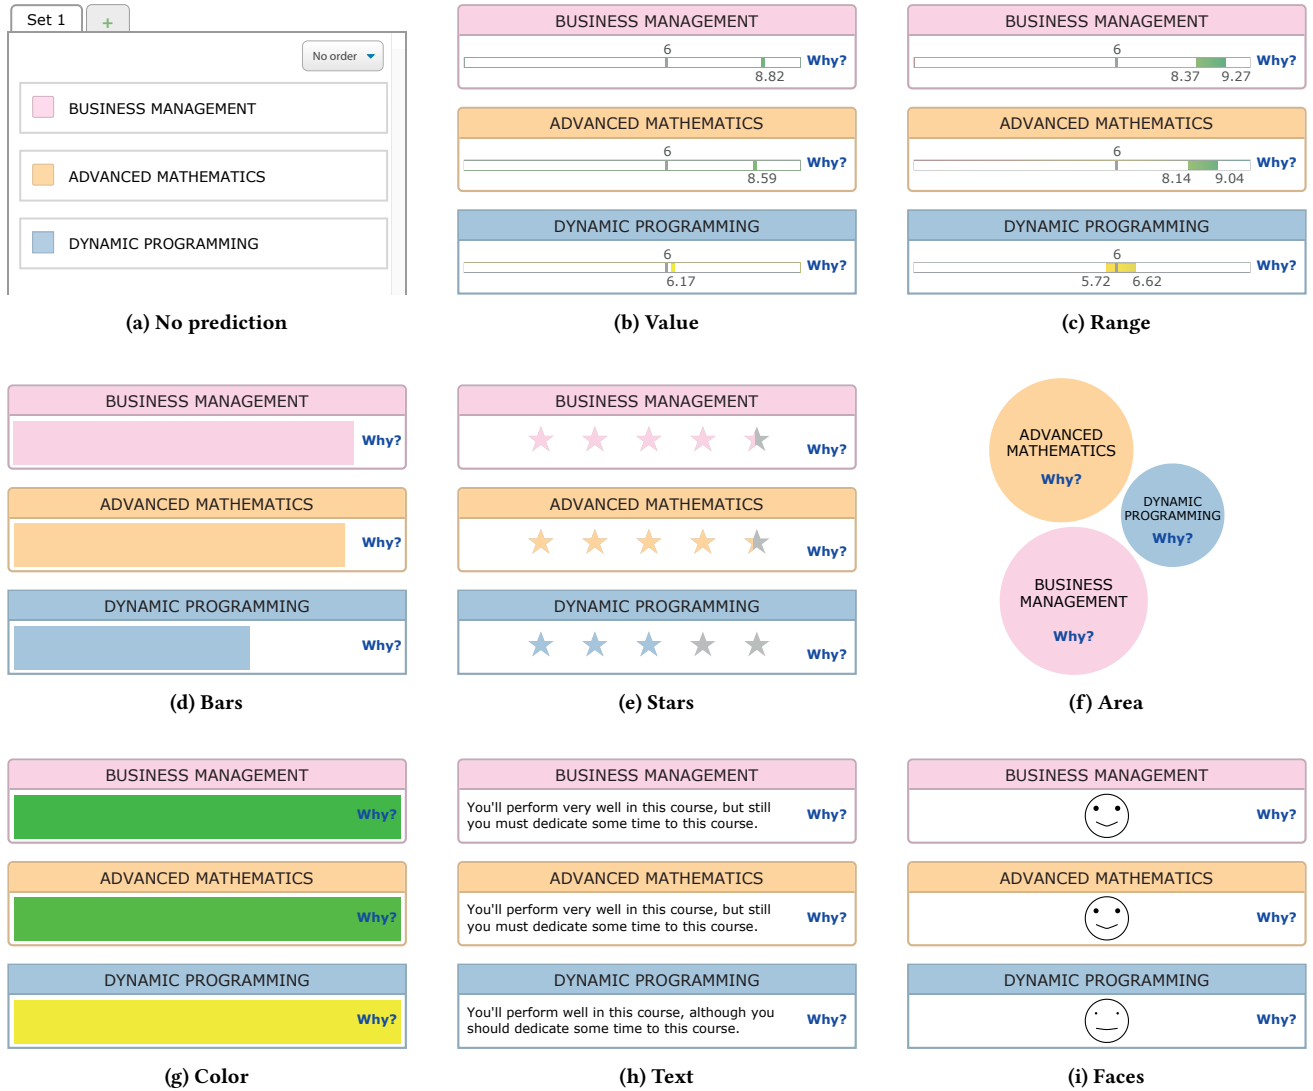 Set 1
+
No order
BUSINESS MANAGEMENT
ADVANCED MATHEMATICS
DYNAMIC PROGRAMMING
(a) No prediction
BUSINESS MANAGEMENT
6
Why?
8.82
ADVANCED MATHEMATICS
6
Why?
8.59
DYNAMIC PROGRAMMING
6
Why?
6.17
(b) Value
BUSINESS MANAGEMENT
6
Why?
8.37 9.27
ADVANCED MATHEMATICS
6
Why?
8.14 9.04
DYNAMIC PROGRAMMING
6
Why?
5.72 6.62
(c) Range
BUSINESS MANAGEMENT
Why?
ADVANCED MATHEMATICS
Why?
DYNAMIC PROGRAMMING
Why?
(d) Bars
BUSINESS MANAGEMENT
Why?
ADVANCED MATHEMATICS
Why?
DYNAMIC PROGRAMMING
Why?
(e) Stars
ADVANCED
MATHEMATICS
Why?
DYNAMIC
PROGRAMMING
Why?
BUSINESS
MANAGEMENT
Why?
(f) Area
BUSINESS MANAGEMENT
Why?
ADVANCED MATHEMATICS
Why?
DYNAMIC PROGRAMMING
Why?
(g) Color
BUSINESS MANAGEMENT
You'll perform very well in this course, but still
you must dedicate some time to this course.
Why?
ADVANCED MATHEMATICS
You'll perform very well in this course, but still
you must dedicate some time to this course.
Why?
DYNAMIC PROGRAMMING
You'll perform well in this course, although you
should dedicate some time to this course.
Why?
(h) Text
BUSINESS MANAGEMENT
Why?
ADVANCED MATHEMATICS
Why?
DYNAMIC PROGRAMMING
Why?
(i) Faces